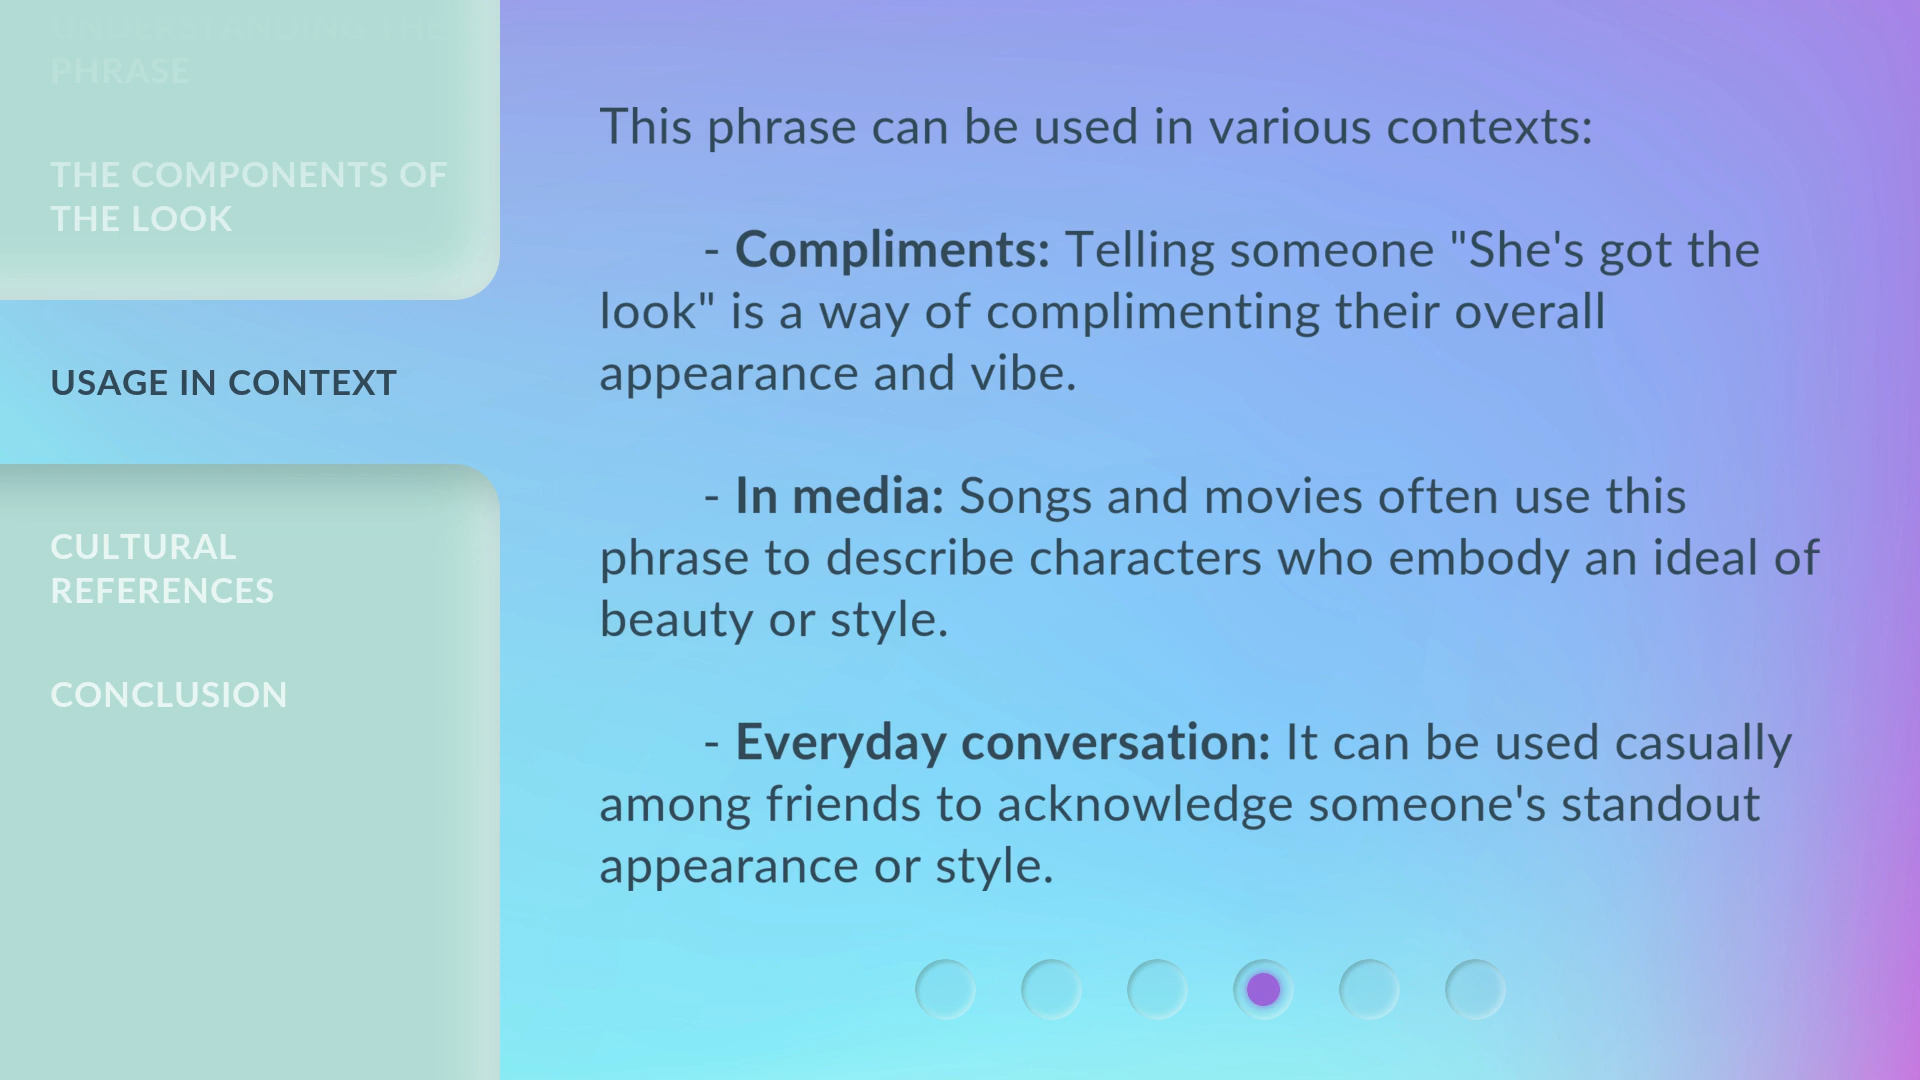 UNDERSTANDING THE
PHRASE
THE COMPONENTS OF
THE LOOK
USAGE IN CONTEXT
CULTURAL
REFERENCES
CONCLUSION
This phrase can be used in various contexts:
- Compliments: Telling someone "She's got the
look" is a way of complimenting their overall
appearance and vibe.
- In media: Songs and movies often use this
phrase to describe characters who embody an ideal of
beauty or style.
- Everyday conversation: It can be used casually
among friends to acknowledge someone's standout
appearance or style.